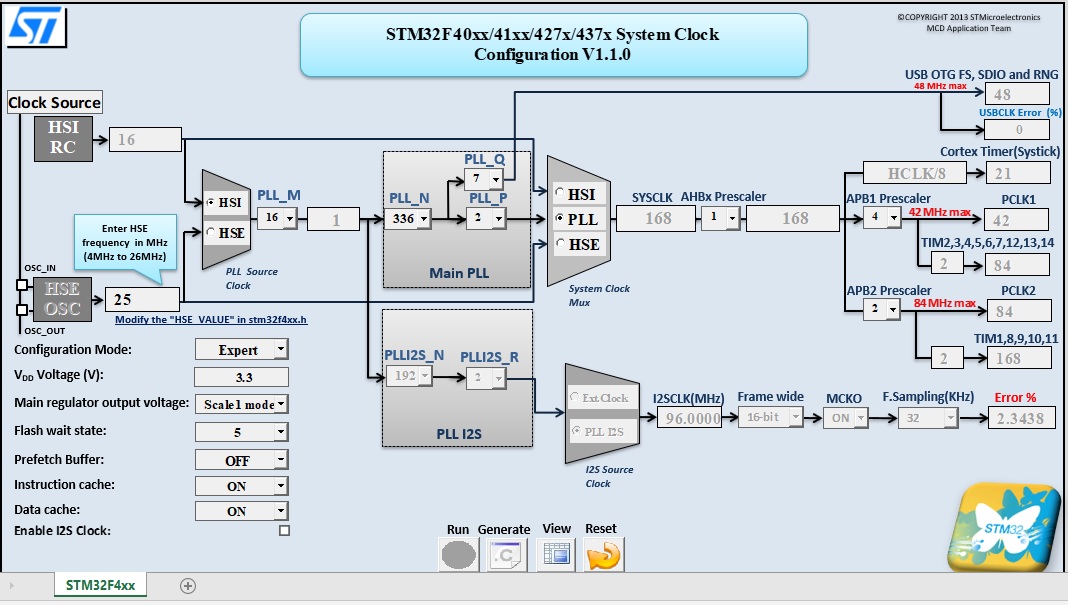 ST
STM32F40xx/41xx/427x/437x System Clock
Configuration V1.1.0
©COPYRIGHT 2013 STMicroelectronics
MCD Application Team
USB OTG FS, SDIO and RNG
48 MHz max
48
USBCLK Error (%)
0
Clock Source
HSI
RC
16
Cortex Timer(Systick)
HCLK/8
21
PLL_M
16
1
HSI
HSE
PLL Source
Clock
PLL_Q
7
PLL_N
336
PLL_P
2
Main PLL
HSI
PLL
HSE
System Clock
Mux
SYSCLK
168
AHBx Prescaler
1
168
APB1 Prescaler
4
42 MHz max
PCLK1
42
TIM2,3,4,5,6,7,12,13,14
2
84
APB2 Prescaler
2
84 MHz max
PCLK2
84
TIM1,8,9,10,11
2
168
Enter HSE
frequency in MHz
(4MHz to 26MHz)
OSC_IN
HSE
OSC
OSC_OUT
25
Modify the "HSE_VALUE" in stm32f4xx.h
Configuration Mode: Expert
VDD Voltage (V): 3.3
Main regulator output voltage: Scale1 mode
Flash wait state: 5
Prefetch Buffer: OFF
Instruction cache: ON
Data cache: ON
Enable I2S Clock:
PLLI2S_N
192
PLLI2S_R
2
PLL I2S
Ext.Clock
PLL I2S
I2S Source
Clock
I2SCLK(MHz)
96.0000
Frame wide
16-bit
MCKO
ON
F.Sampling(KHz)
32
Error %
2.3438
Run Generate View Reset
.C
STM32
STM32F4xx